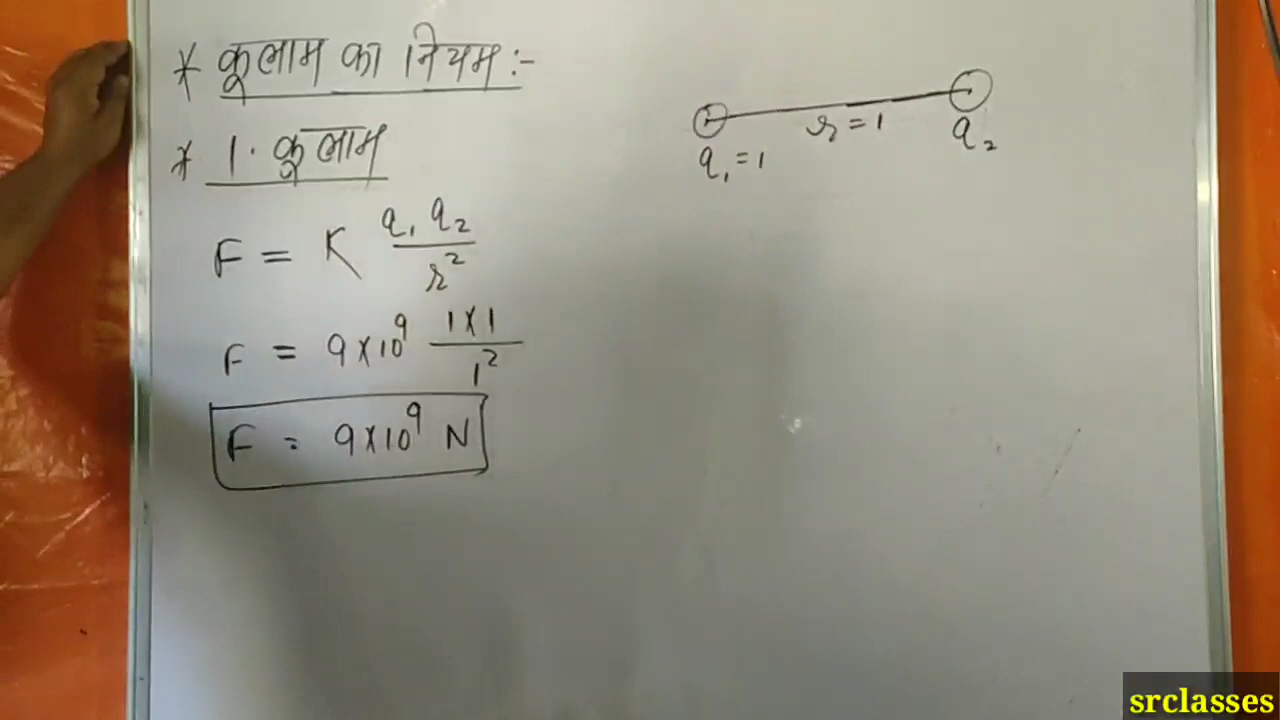 * कूलाम का नियम :-
* 1. कूलाम
F = K q₁ q₂ / r²
F = 9×10⁹ 1×1 / 1²
F = 9×10⁹ N
r = 1
q₁ = 1
q₂
srclasses